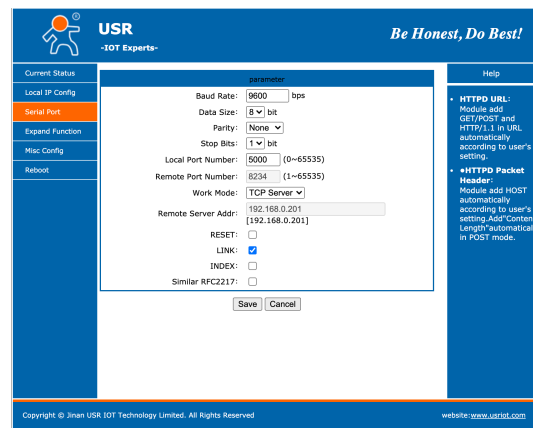 USR
-IOT Experts-
Be Honest, Do Best!
Current Status
Local IP Config
Serial Port
Expand Function
Misc Config
Reboot
parameter
Baud Rate: 9600 bps
Data Size: 8 bit
Parity: None
Stop Bits: 1 bit
Local Port Number: 5000 (0~65535)
Remote Port Number: 8234 (1~65535)
Work Mode: TCP Server
Remote Server Addr: 192.168.0.201
[192.168.0.201]
RESET:
LINK:
INDEX:
Similar RFC2217:
Save Cancel
Help
• HTTPD URL:
Module add
GET/POST and
HTTP/1.1 in URL
automatically
according to user's
setting.
• ●HTTPD Packet
Header:
Module add HOST
automatically
according to user's
setting.Add"Conten
Length"automatical
in POST mode.
Copyright © Jinan USR IOT Technology Limited. All Rights Reserved
website:www.usriot.com